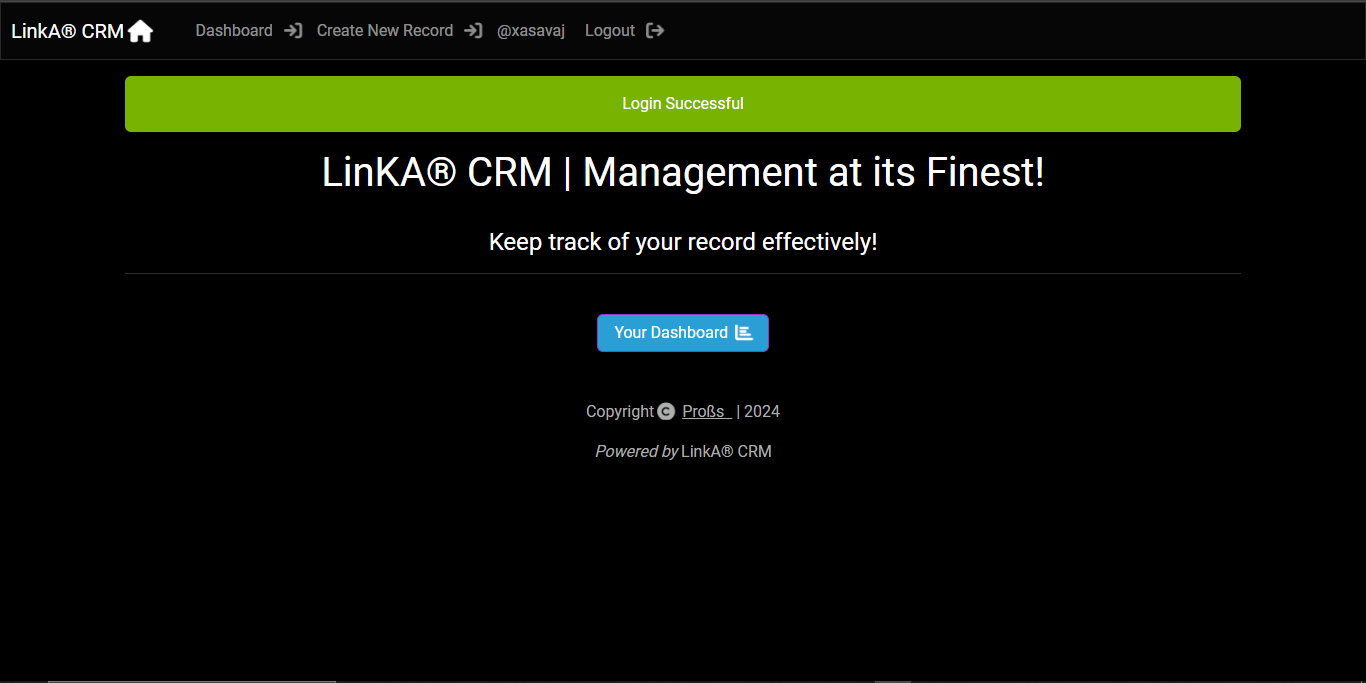 LinkA® CRM Dashboard Create New Record @xasavaj Logout
Login Successful
LinKA® CRM | Management at its Finest!
Keep track of your record effectively!
Your Dashboard
Copyright © Proßs | 2024
Powered by LinkA® CRM